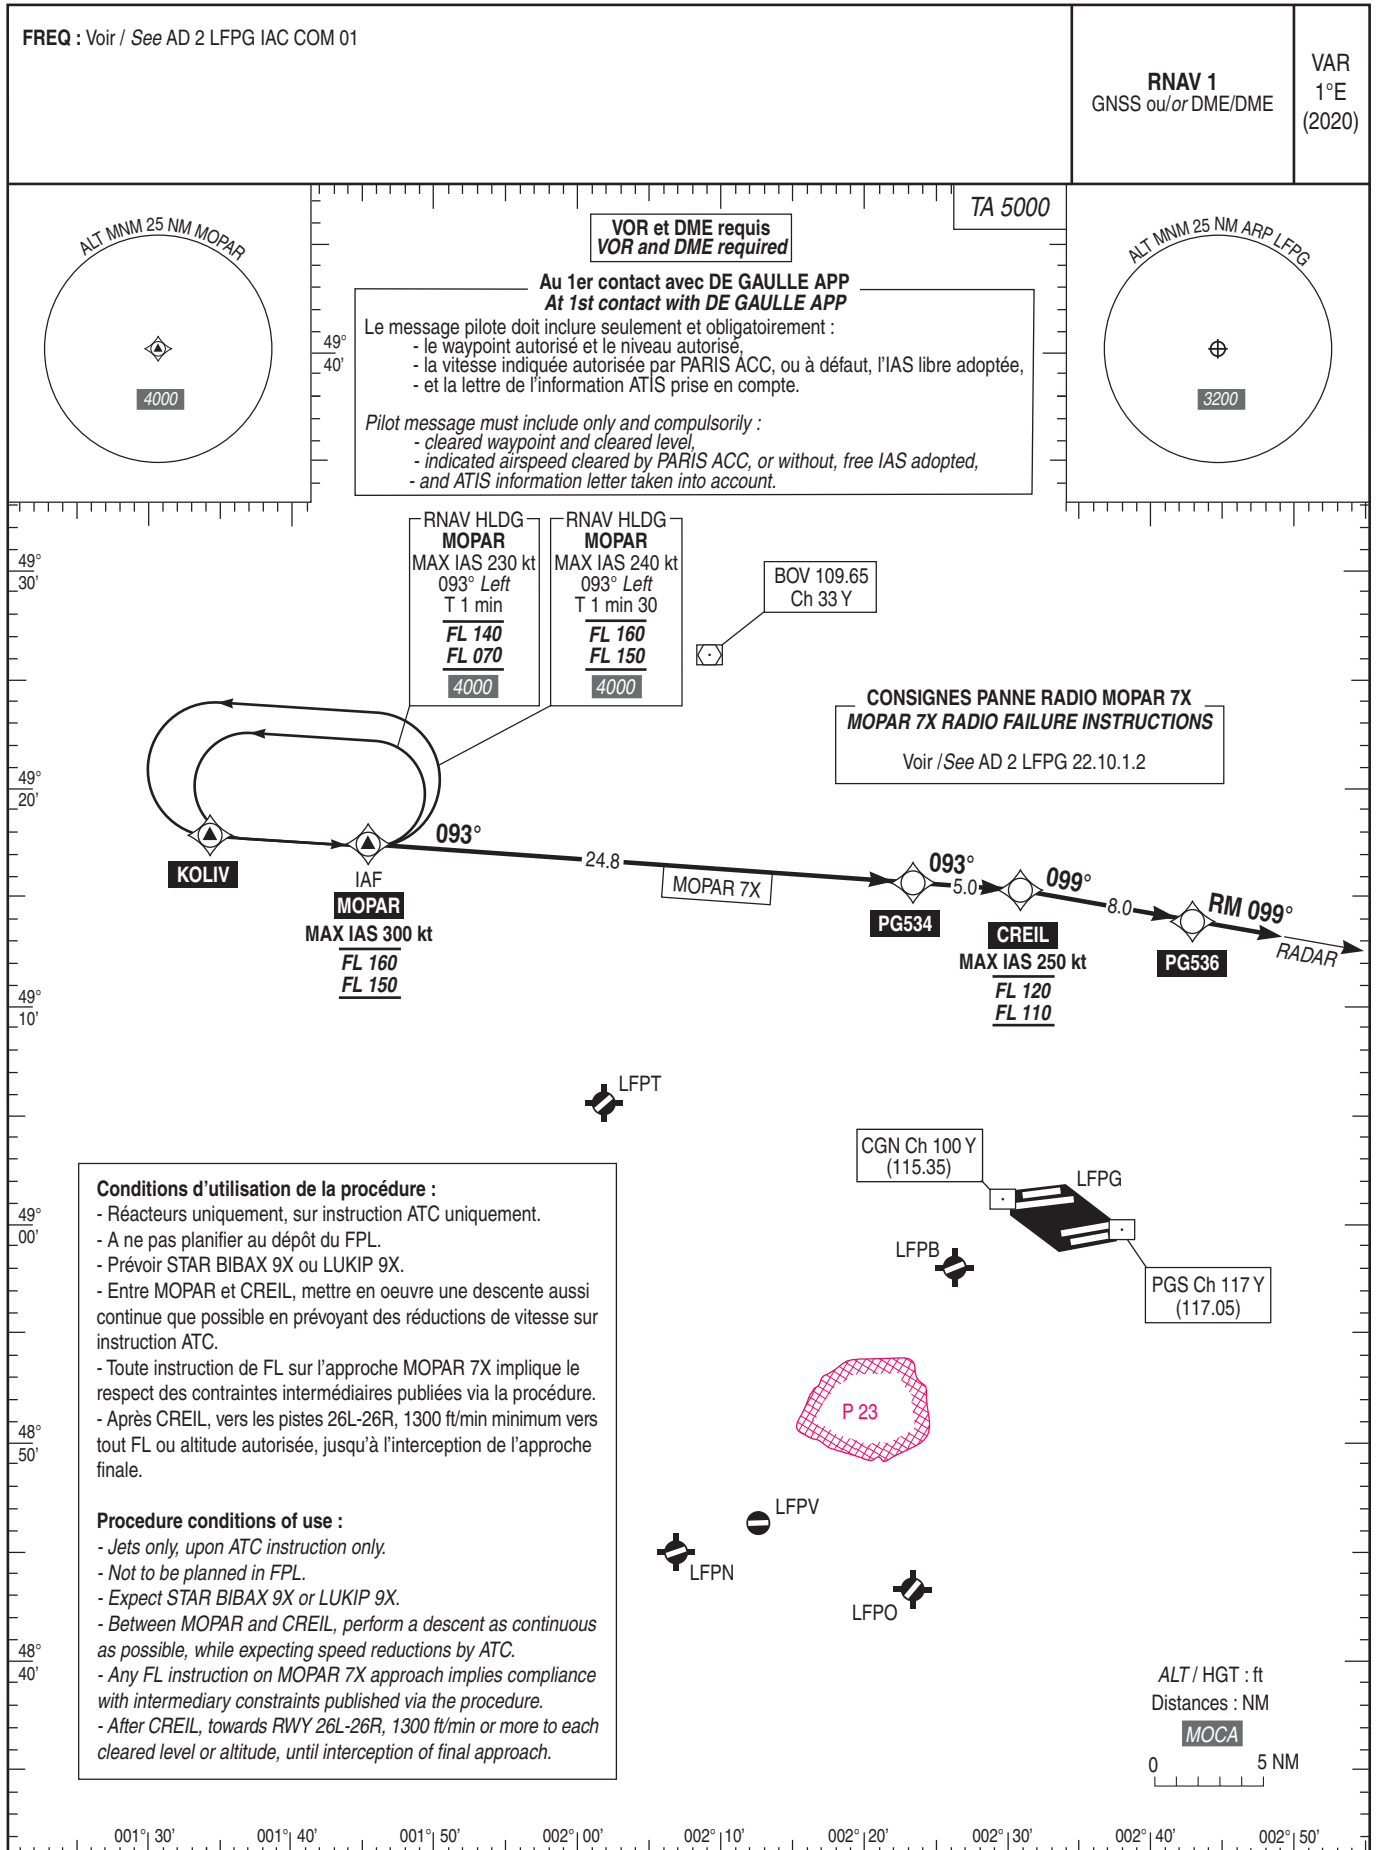 FREQ : Voir / See AD 2 LFPG IAC COM 01
RNAV 1
GNSS ou/or DME/DME
VAR
1°E
(2020)
ALT MNM 25 NM MOPAR
4000
TA 5000
VOR et DME requis
VOR and DME required
Au 1er contact avec DE GAULLE APP
At 1st contact with DE GAULLE APP
Le message pilote doit inclure seulement et obligatoirement :
- le waypoint autorisé et le niveau autorisé,
- la vitesse indiquée autorisée par PARIS ACC, ou à défaut, l'IAS libre adoptée,
- et la lettre de l'information ATIS prise en compte.
Pilot message must include only and compulsorily :
- cleared waypoint and cleared level,
- indicated airspeed cleared by PARIS ACC, or without, free IAS adopted,
- and ATIS information letter taken into account.
ALT MNM 25 NM ARP LFPG
3200
49°
40'
49°
30'
RNAV HLDG
MOPAR
MAX IAS 230 kt
093° Left
T 1 min
FL 140
FL 070
4000
RNAV HLDG
MOPAR
MAX IAS 240 kt
093° Left
T 1 min 30
FL 160
FL 150
4000
BOV 109.65
Ch 33 Y
CONSIGNES PANNE RADIO MOPAR 7X
MOPAR 7X RADIO FAILURE INSTRUCTIONS
Voir /See AD 2 LFPG 22.10.1.2
49°
20'
KOLIV
IAF
MOPAR
MAX IAS 300 kt
FL 160
FL 150
093°
24.8
MOPAR 7X
PG534
093°
5.0
CREIL
MAX IAS 250 kt
FL 120
FL 110
099°
8.0
PG536
RM 099°
RADAR
49°
10'
LFPT
CGN Ch 100 Y
(115.35)
LFPG
LFPB
PGS Ch 117 Y
(117.05)
49°
00'
Conditions d'utilisation de la procédure :
- Réacteurs uniquement, sur instruction ATC uniquement.
- A ne pas planifier au dépôt du FPL.
- Prévoir STAR BIBAX 9X ou LUKIP 9X.
- Entre MOPAR et CREIL, mettre en oeuvre une descente aussi
continue que possible en prévoyant des réductions de vitesse sur
instruction ATC.
- Toute instruction de FL sur l'approche MOPAR 7X implique le
respect des contraintes intermédiaires publiées via la procédure.
- Après CREIL, vers les pistes 26L-26R, 1300 ft/min minimum vers
tout FL ou altitude autorisée, jusqu'à l'interception de l'approche
finale.
Procedure conditions of use :
- Jets only, upon ATC instruction only.
- Not to be planned in FPL.
- Expect STAR BIBAX 9X or LUKIP 9X.
- Between MOPAR and CREIL, perform a descent as continuous
as possible, while expecting speed reductions by ATC.
- Any FL instruction on MOPAR 7X approach implies compliance
with intermediary constraints published via the procedure.
- After CREIL, towards RWY 26L-26R, 1300 ft/min or more to each
cleared level or altitude, until interception of final approach.
P 23
48°
50'
LFPV
LFPN
LFPO
48°
40'
ALT / HGT : ft
Distances : NM
MOCA
0 5 NM
001° 30' 001° 40' 001° 50' 002° 00' 002° 10' 002° 20' 002° 30' 002° 40' 002° 50'